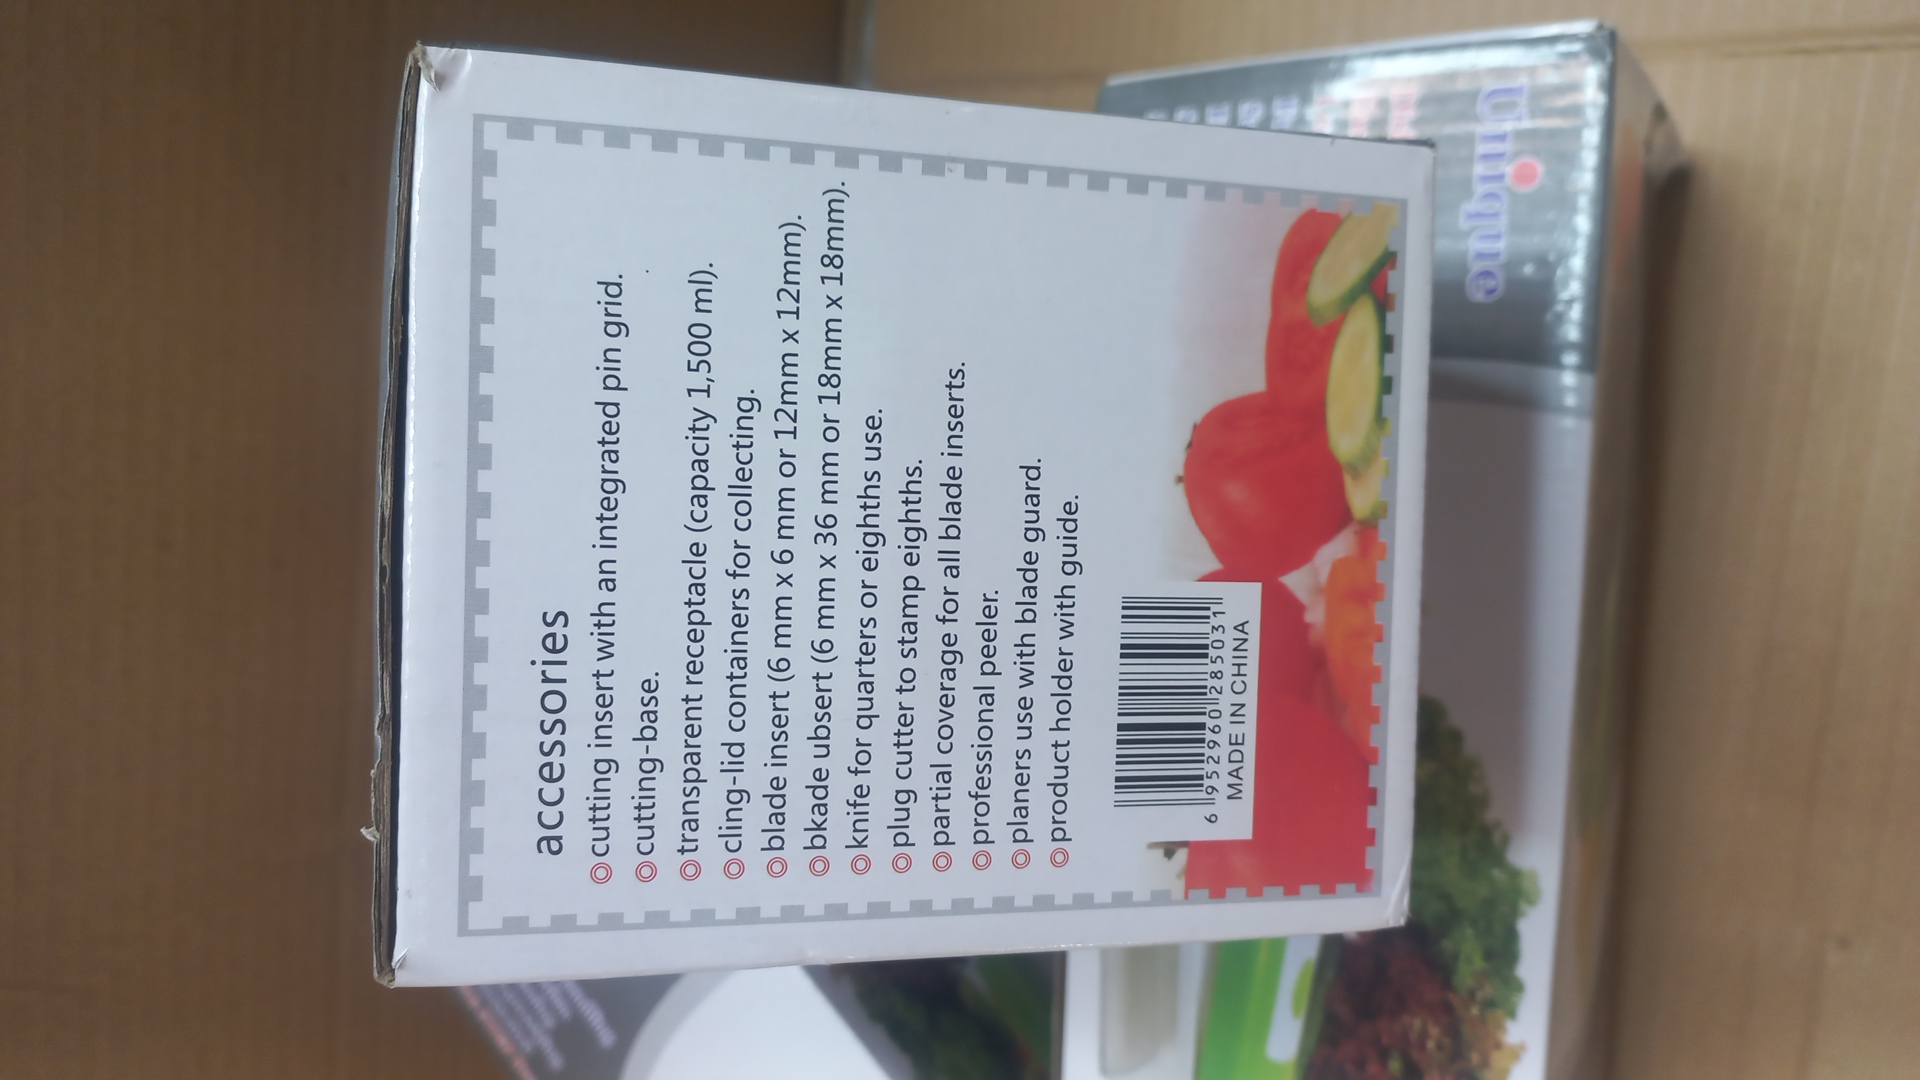 accessories
cutting insert with an integrated pin grid.
cutting-base.
transparent receptacle (capacity 1,500 ml).
cling-lid containers for collecting.
blade insert (6 mm x 6 mm or 12mm x 12mm).
bkade ubsert (6 mm x 36 mm or 18mm x 18mm).
knife for quarters or eighths use.
plug cutter to stamp eighths.
partial coverage for all blade inserts.
professional peeler.
planers use with blade guard.
product holder with guide.
6 952960 285031
MADE IN CHINA
Unique